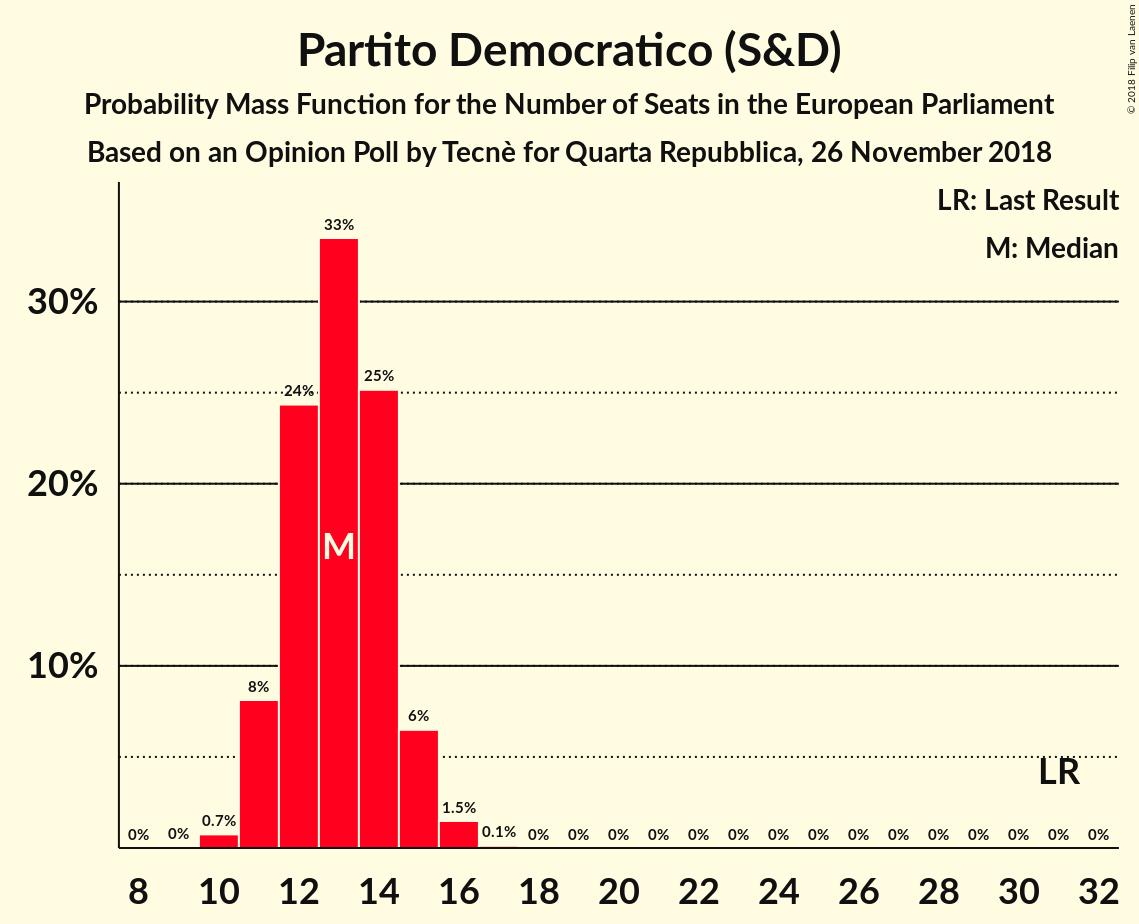 Partito Democratico (S&D)
Probability Mass Function for the Number of Seats in the European Parliament
Based on an Opinion Poll by Tecnè for Quarta Repubblica, 26 November 2018
© 2018 Filip van Laenen
LR: Last Result
M: Median
30%
20%
10%
0% 0% 0.7% 8% 24% 33% 25% 6% 1.5% 0.1% 0% 0% 0% 0% 0% 0% 0% 0% 0% 0% 0% 0% 0% 0% 0%
M
LR
8 10 12 14 16 18 20 22 24 26 28 30 32